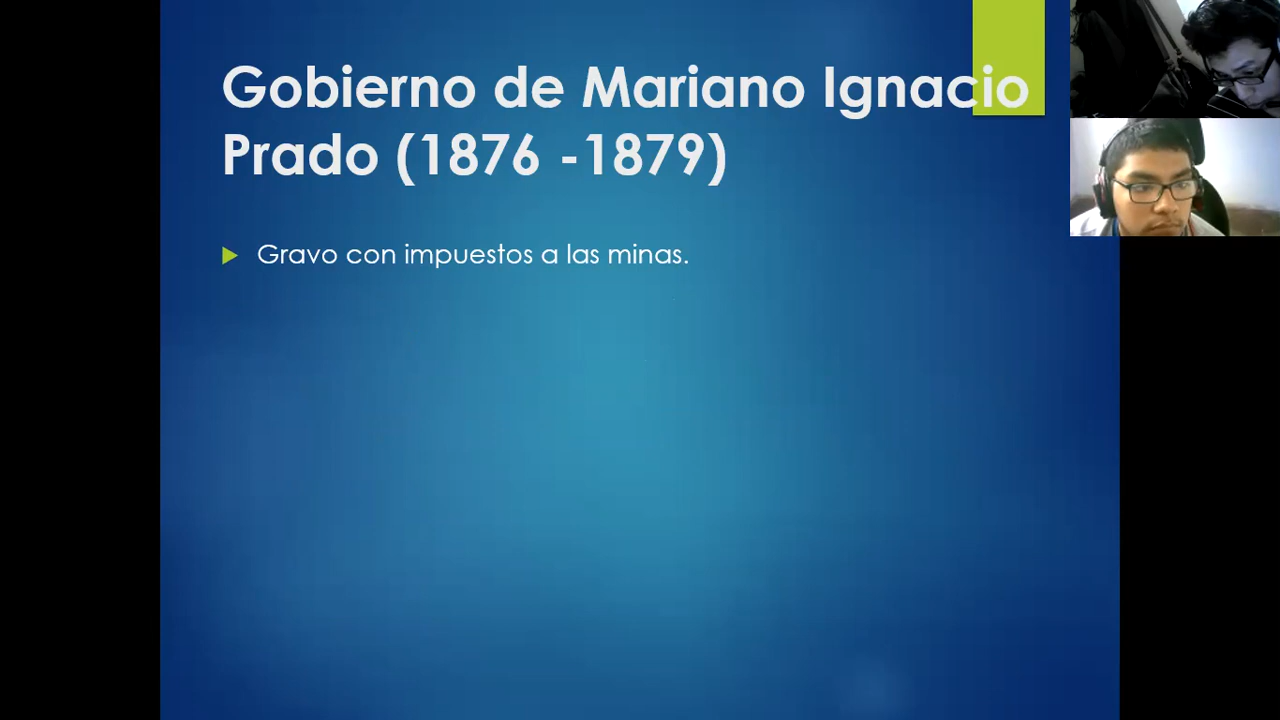 Gobierno de Mariano Ignacio
Prado (1876 -1879)
Gravo con impuestos a las minas.